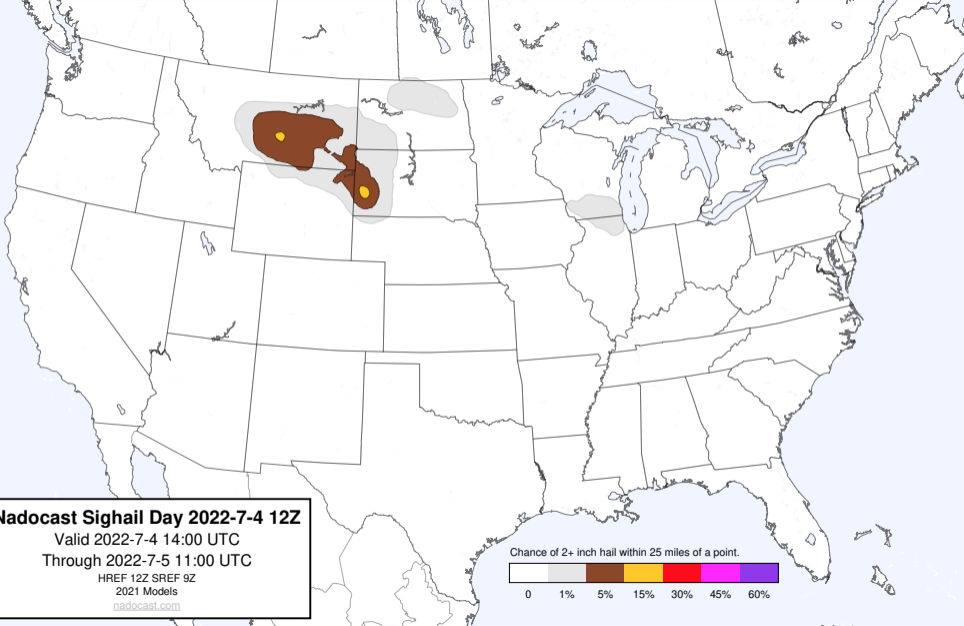 Nadocast Sighail Day 2022-7-4 12Z
Valid 2022-7-4 14:00 UTC
Through 2022-7-5 11:00 UTC
HREF 12Z SREF 9Z
2021 Models
nadocast.com
Chance of 2+ inch hail within 25 miles of a point.
0 1% 5% 15% 30% 45% 60%